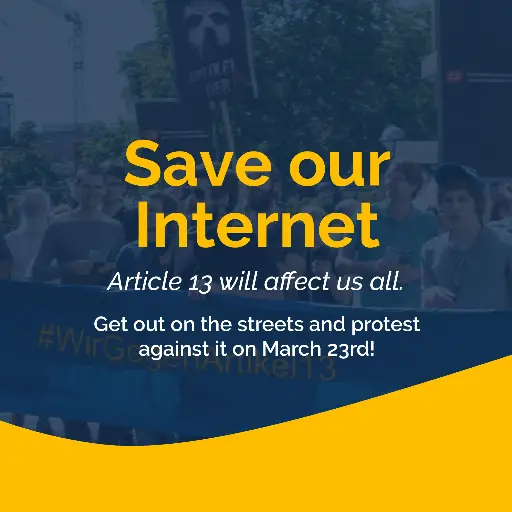 Save our
Internet
Article 13 will affect us all.
Get out on the streets and protest
against it on March 23rd!
#WirGegenArtikel13